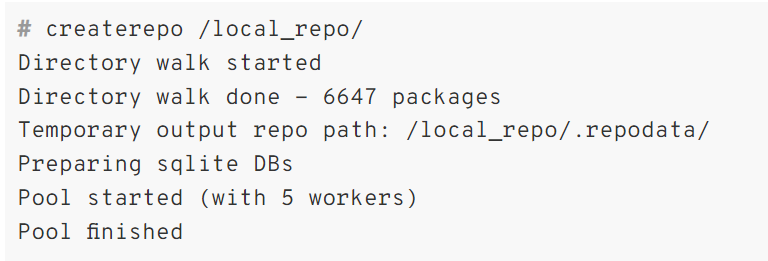 # createrepo /local_repo/
Directory walk started
Directory walk done - 6647 packages
Temporary output repo path: /local_repo/.repodata/
Preparing sqlite DBs
Pool started (with 5 workers)
Pool finished